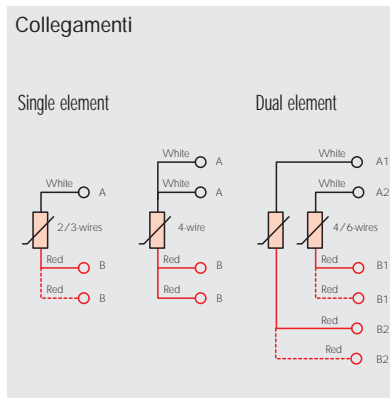 Collegamenti
Single element
Dual element
White A
2/3-wires
Red B
Red B
White A
White A
4-wire
Red B
Red B
White A1
White A2
4/6-wires
Red B1
Red B1
Red B2
Red B2